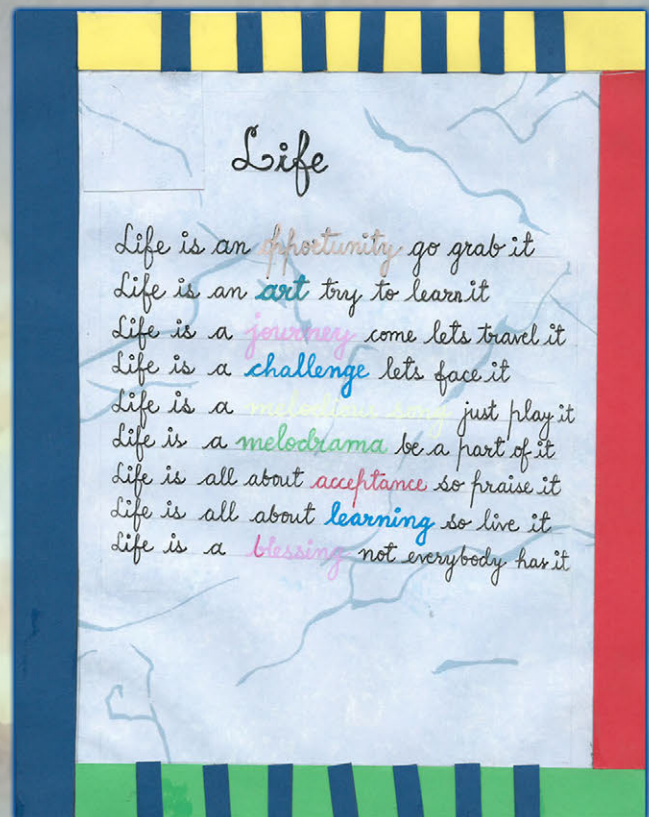 Life
Life is an opportunity go grab it
Life is an art try to learn it
Life is a journey come lets travel it
Life is a challenge lets face it
Life is a melodious song just play it
Life is a melodrama be a part of it
Life is all about acceptance so praise it
Life is all about learning so live it
Life is a blessing not everybody has it